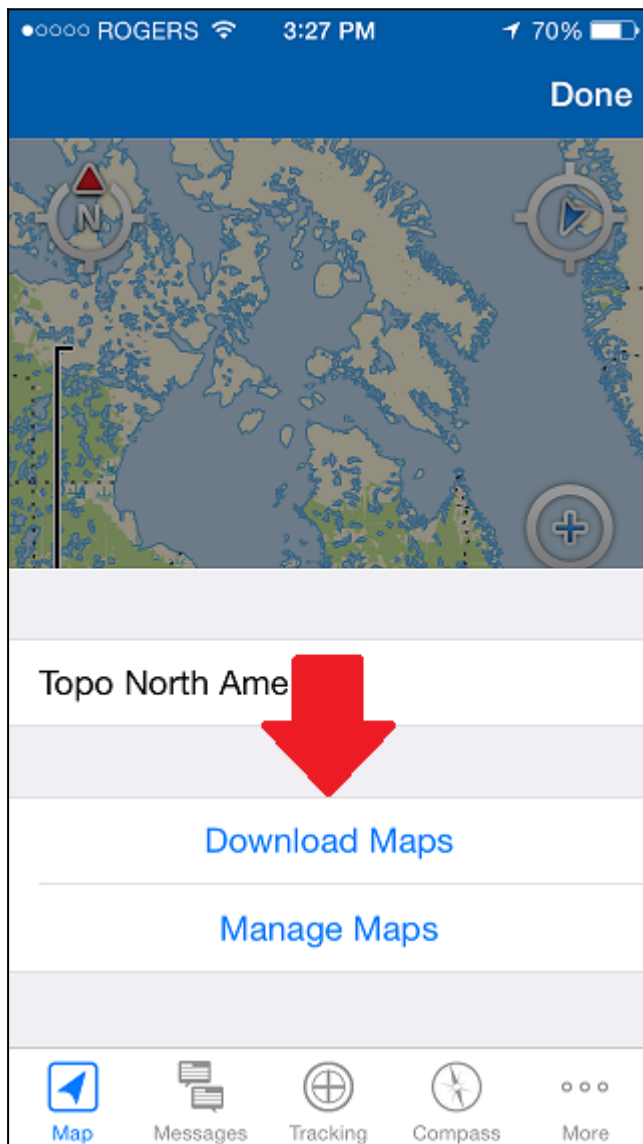 ROGERS 3:27 PM 70%
Done
N
Topo North Ame
Download Maps
Manage Maps
Map Messages Tracking Compass More